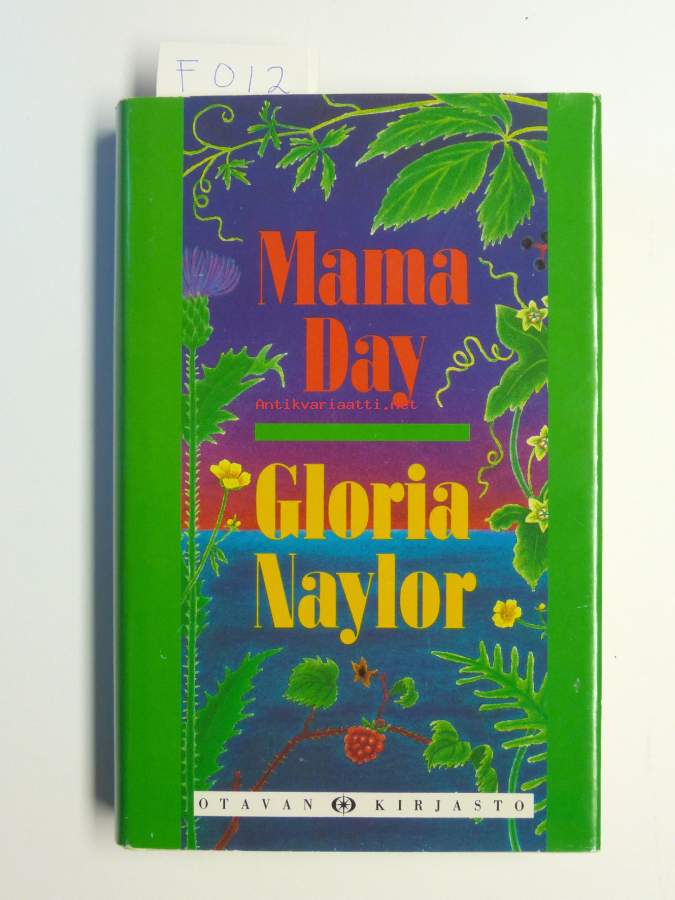 F012
Mama
Day
Antikvariaatti.net
Gloria
Naylor
OTAVAN KIRJASTO